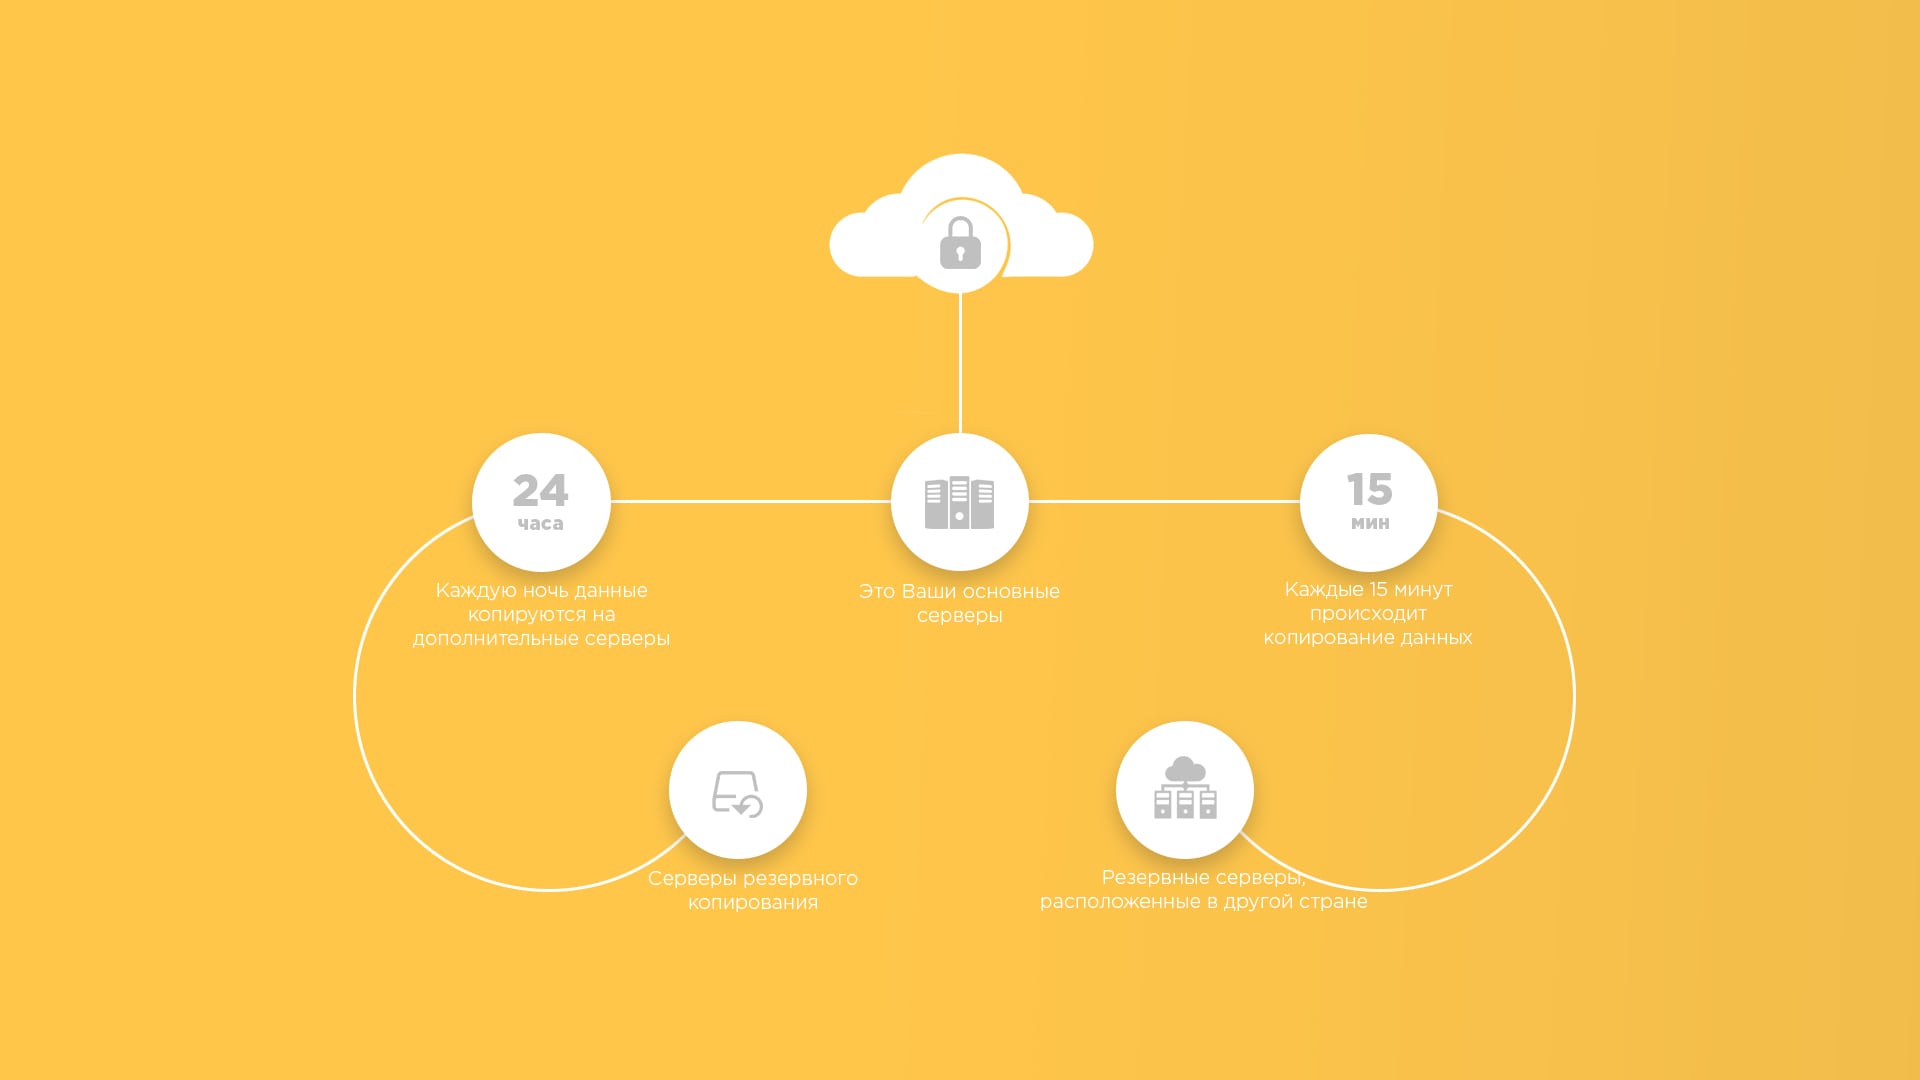 24
часа
Каждую ночь данные
копируются на
дополнительные серверы
Это Ваши основные
серверы
15
мин
Каждые 15 минут
происходит
копирование данных
Серверы резервного
копирования
Резервные серверы,
расположенные в другой стране